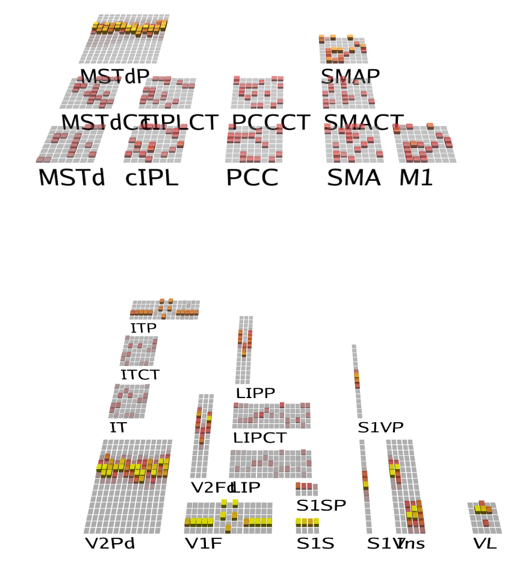 MSTdP SMAP
MSTdCT cIPLCT PCCCT SMACT
MSTd cIPL PCC SMA M1
ITP
ITCT
LIPP
IT LIPCT S1VP
V2Fd LIP
S1SP
V2Pd V1F S1S S1V Ins VL